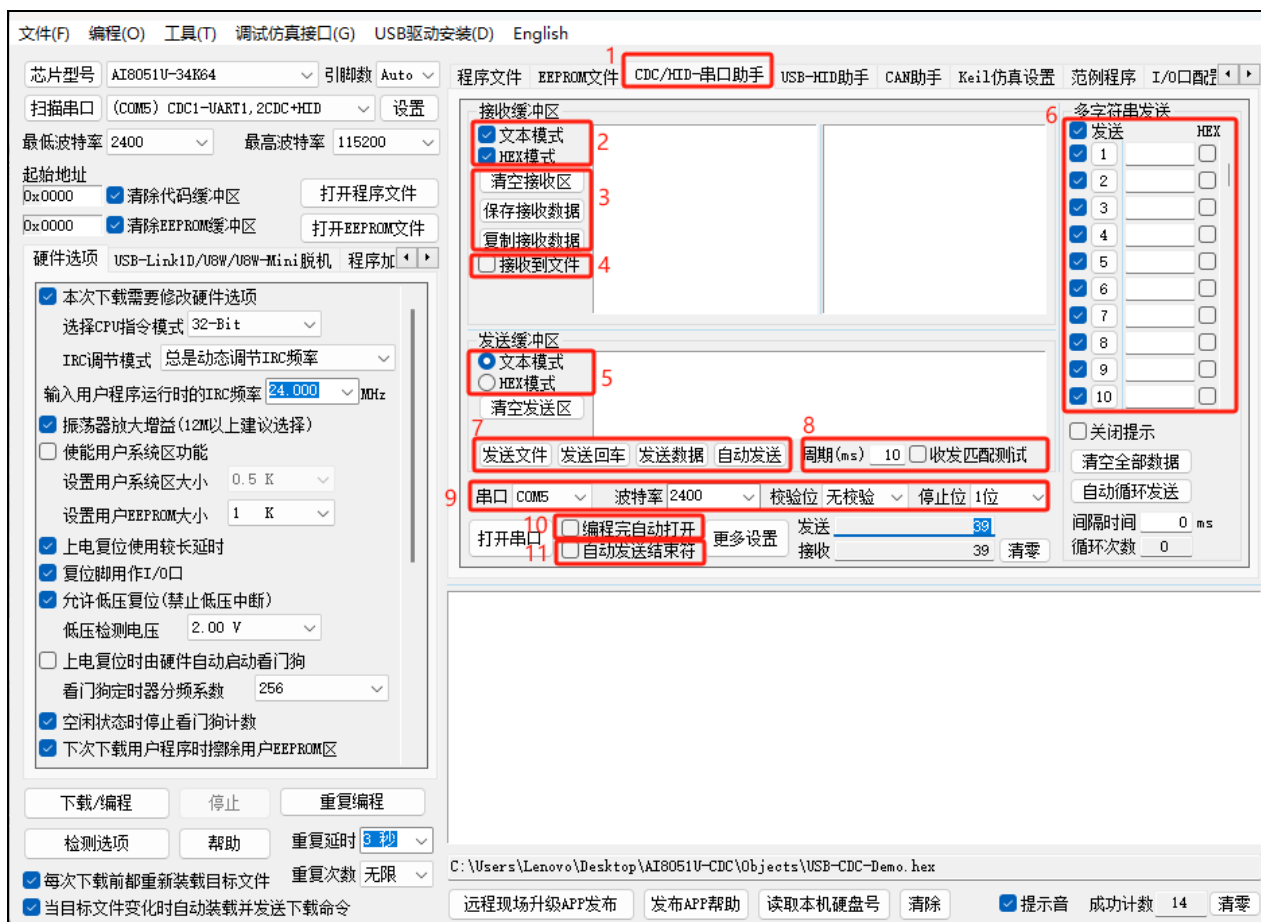 文件(F) 编程(O) 工具(T) 调试仿真接口(G) USB驱动安装(D) English
芯片型号 AI8051U-34K64 引脚数 Auto
扫描串口 (COM5) CDC1-UART1,2CDC+HID 设置
最低波特率 2400 最高波特率 115200
起始地址
0x0000 清除代码缓冲区 打开程序文件
0x0000 清除EEPROM缓冲区 打开EEPROM文件
硬件选项 USB-Link1D/U8W/U8W-Mini脱机 程序加
本次下载需要修改硬件选项
选择CPU指令模式 32-Bit
IRC调节模式 总是动态调节IRC频率
输入用户程序运行时的IRC频率 24.000 MHz
振荡器放大增益(12M以上建议选择)
使能用户系统区功能
设置用户系统区大小 0.5 K
设置用户EEPROM大小 1 K
上电复位使用较长延时
复位脚用作I/O口
允许低压复位(禁止低压中断)
低压检测电压 2.00 V
上电复位时由硬件自动启动看门狗
看门狗定时器分频系数 256
空闲状态时停止看门狗计数
下次下载用户程序时擦除用户EEPROM区
下载/编程 停止 重复编程
检测选项 帮助 重复延时 3 秒
每次下载前都重新装载目标文件 重复次数 无限
当目标文件变化时自动装载并发送下载命令
1
程序文件 EEPROM文件 CDC/HID-串口助手 USB-HID助手 CAN助手 Keil仿真设置 范例程序 I/O口配置
接收缓冲区
文本模式
HEX模式
2
清空接收区
保存接收数据
复制接收数据
3
接收到文件
4
发送缓冲区
文本模式
HEX模式
5
清空发送区
7
发送文件 发送回车 发送数据 自动发送
8
周期(ms) 10 收发匹配测试
9
串口 COM5 波特率 2400 校验位 无校验 停止位 1位
打开串口
10
编程完自动打开
11
自动发送结束符
更多设置
发送 39
接收 39 清零
6
多字符串发送
发送 HEX
1
2
3
4
5
6
7
8
9
10
关闭提示
清空全部数据
自动循环发送
间隔时间 0 ms
循环次数 0
C:\Users\Lenovo\Desktop\AI8051U-CDC\Objects\USB-CDC-Demo.hex
远程现场升级APP发布 发布APP帮助 读取本机硬盘号 清除 提示音 成功计数 14 清零